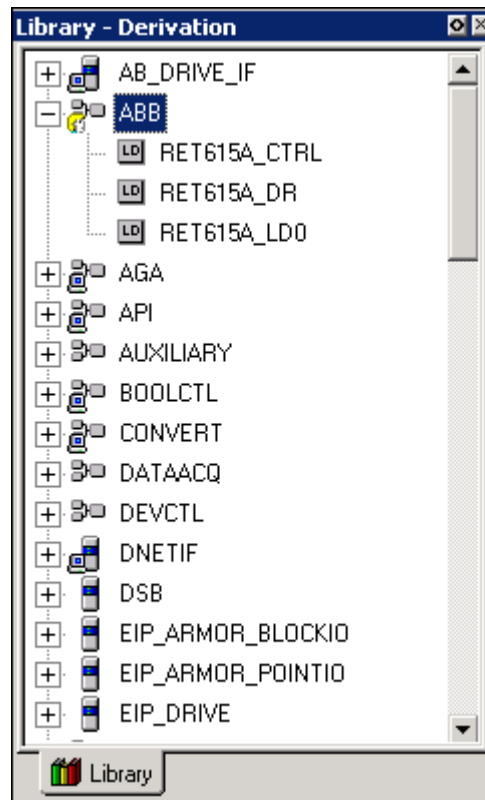 Library - Derivation
AB_DRIVE_IF
ABB
LD RET615A_CTRL
LD RET615A_DR
LD RET615A_LD0
AGA
API
AUXILIARY
BOOLCTL
CONVERT
DATAACQ
DEVCTL
DNETIF
DSB
EIP_ARMOR_BLOCKIO
EIP_ARMOR_POINTIO
EIP_DRIVE
Library